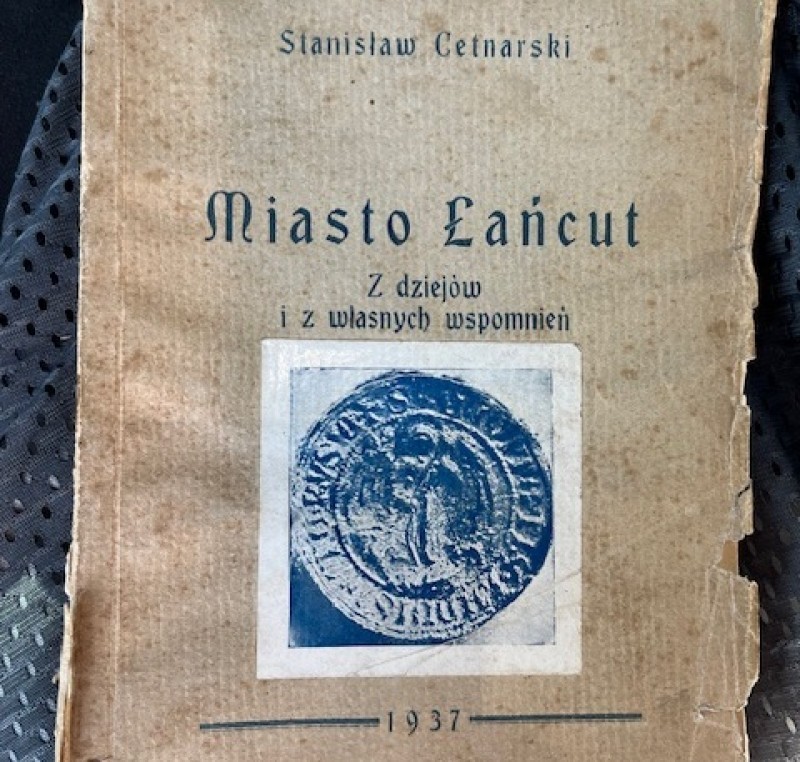 Stanisław Cetnarski
Miasto Łańcut
Z dziejów
i z własnych wspomnień
1937